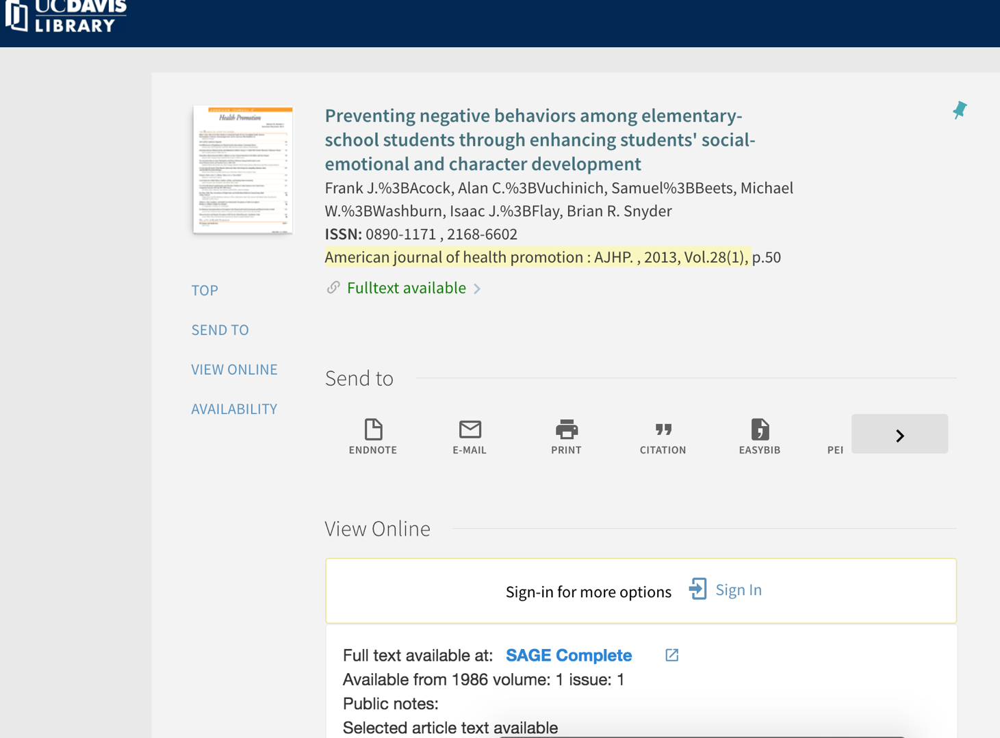 UCDAVIS
LIBRARY
Health Promotion
Preventing negative behaviors among elementary-
school students through enhancing students' social-
emotional and character development
Frank J.%3BAcock, Alan C.%3BVuchinich, Samuel%3BBeets, Michael
W.%3BWashburn, Isaac J.%3BFlay, Brian R. Snyder
ISSN: 0890-1171 , 2168-6602
American journal of health promotion : AJHP. , 2013, Vol.28(1), p.50
Fulltext available
TOP
SEND TO
VIEW ONLINE
AVAILABILITY
Send to
ENDNOTE
E-MAIL
PRINT
CITATION
EASYBIB
PEI
View Online
Sign-in for more options
Sign In
Full text available at: SAGE Complete
Available from 1986 volume: 1 issue: 1
Public notes:
Selected article text available